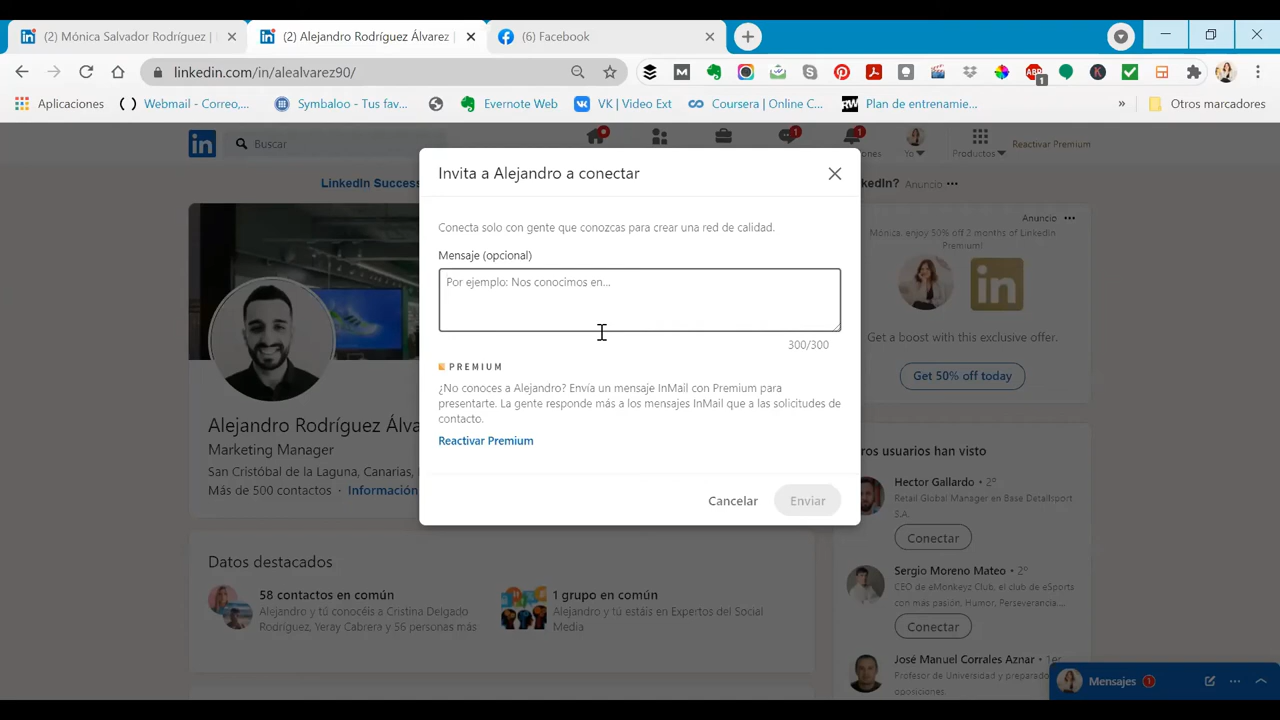 (2) Mónica Salvador Rodríguez |
(2) Alejandro Rodríguez Álvarez |
(6) Facebook
linkedin.com/in/alealvarez90/
Aplicaciones
Webmail - Correo,...
Symbaloo - Tus fav...
Evernote Web
VK | Video Ext
Coursera | Online C...
Plan de entrenamie...
»
Otros marcadores
Buscar
Yo
Productos
Reactivar Premium
LinkedIn Success
Anuncio
Invita a Alejandro a conectar
Conecta solo con gente que conozcas para crear una red de calidad.
Mensaje (opcional)
Por ejemplo: Nos conocimos en...
300/300
PREMIUM
¿No conoces a Alejandro? Envía un mensaje InMail con Premium para
presentarte. La gente responde más a los mensajes InMail que a las solicitudes de
contacto.
Reactivar Premium
Cancelar
Enviar
Alejandro Rodríguez Álva
Marketing Manager
San Cristóbal de la Laguna, Canarias,
Más de 500 contactos · Información
Datos destacados
58 contactos en común
Alejandro y tú conocéis a Cristina Delgado
Rodríguez, Yeray Cabrera y 56 personas más
1 grupo en común
Alejandro y tú estáis en Expertos del Social
Media
Anuncio
Mónica, enjoy 50% off 2 months of LinkedIn
Premium!
Get a boost with this exclusive offer.
Get 50% off today
ros usuarios han visto
Hector Gallardo • 2º
Retail Global Manager en Base Detallsport
S.A.
Conectar
Sergio Moreno Mateo • 2º
CEO de eMonkeyz Club, el club de eSports
con más pasión, Humor, Perseverancia ...
Conectar
José Manuel Corrales Aznar • 1er
Profesor de Universidad y preparado
oposiciones.
Mensajes 1